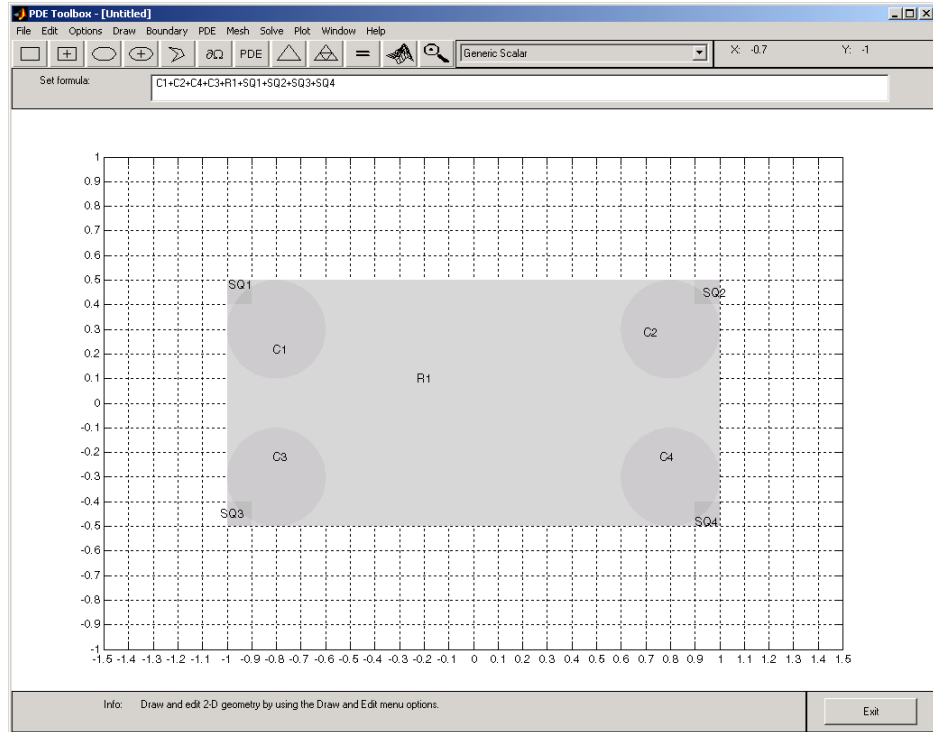 PDE Toolbox - [Untitled]
File Edit Options Draw Boundary PDE Mesh Solve Plot Window Help
∂Ω PDE = Generic Scalar X: -0.7 Y: -1
Set formula: C1+C2+C4+C3+R1+SQ1+SQ2+SQ3+SQ4
1
0.9
0.8
0.7
0.6
0.5
SQ1
SQ2
0.4
0.3
C2
C1
0.2
0.1
R1
0
-0.1
-0.2
C3
C4
-0.3
-0.4
SQ3
SQ4
-0.5
-0.6
-0.7
-0.8
-0.9
-1
-1.5 -1.4 -1.3 -1.2 -1.1 -1 -0.9 -0.8 -0.7 -0.6 -0.5 -0.4 -0.3 -0.2 -0.1 0 0.1 0.2 0.3 0.4 0.5 0.6 0.7 0.8 0.9 1 1.1 1.2 1.3 1.4 1.5
Info: Draw and edit 2-D geometry by using the Draw and Edit menu options.
Exit